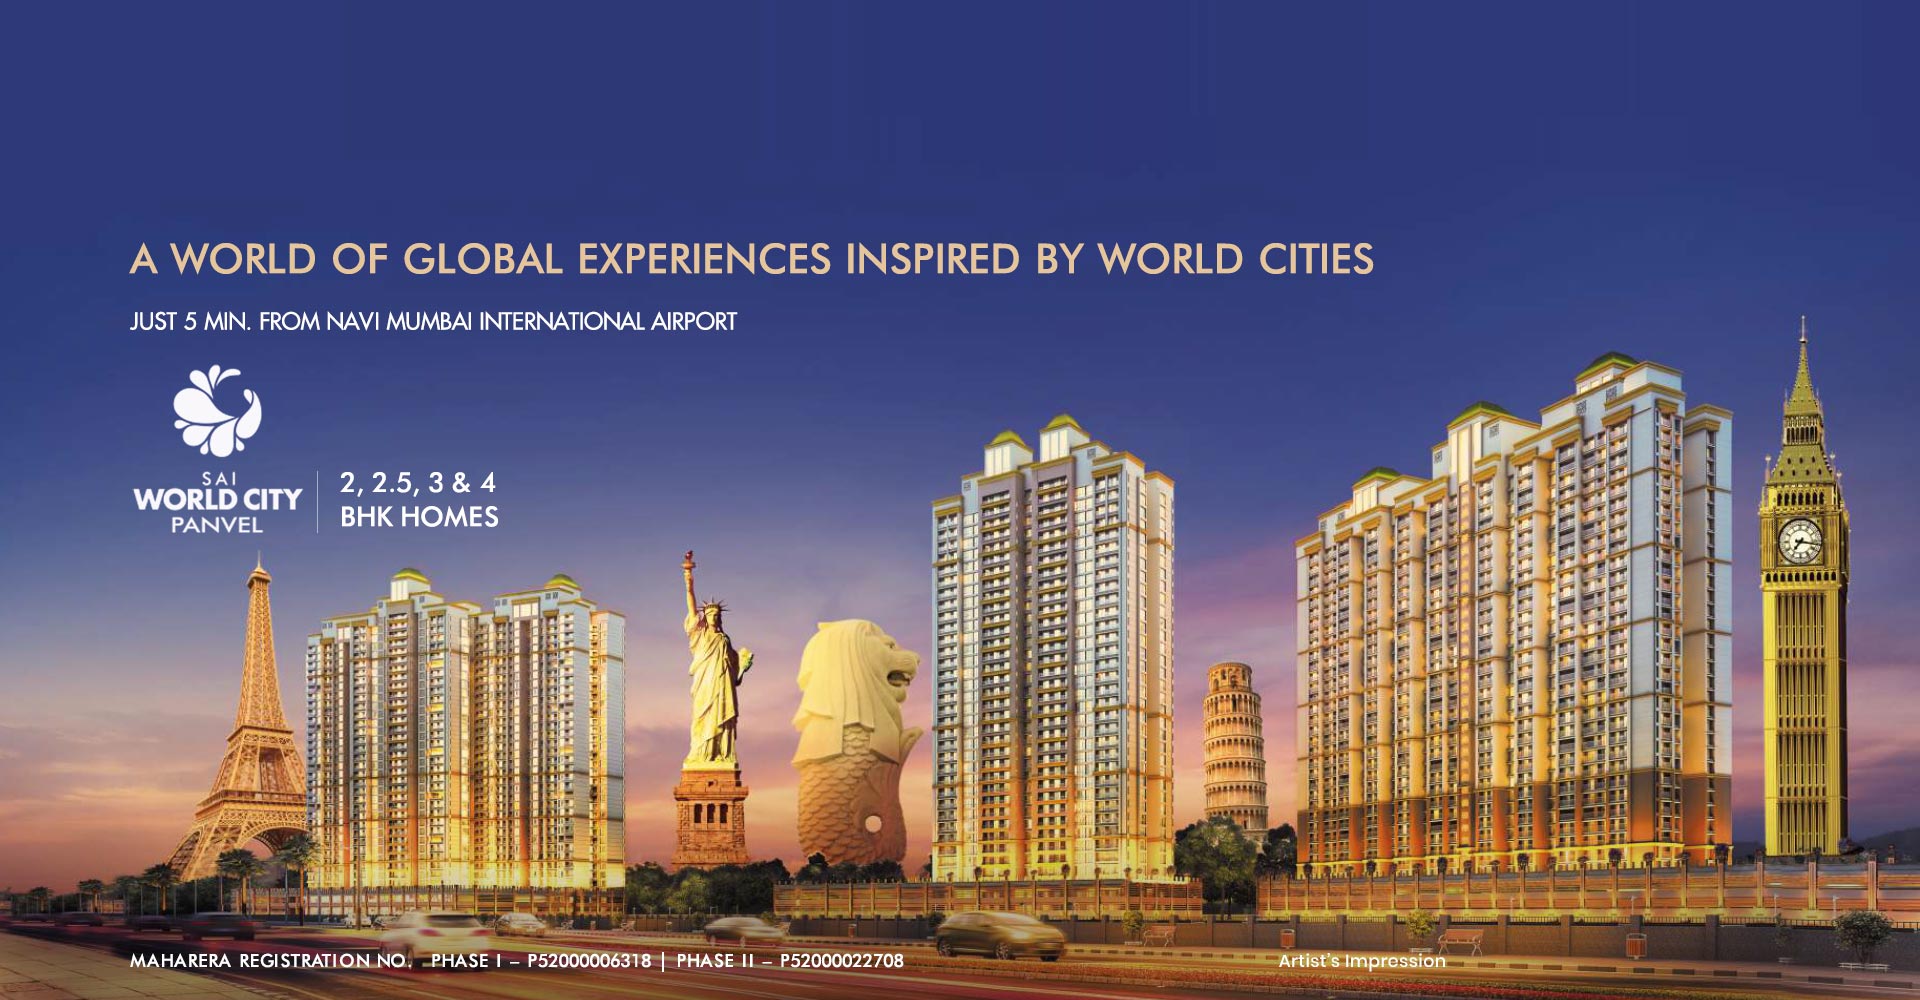 A WORLD OF GLOBAL EXPERIENCES INSPIRED BY WORLD CITIES
JUST 5 MIN. FROM NAVI MUMBAI INTERNATIONAL AIRPORT
SAI
WORLD CITY
PANVEL
2, 2.5, 3 & 4
BHK HOMES
MAHARERA REGISTRATION NO. PHASE I – P52000006318 | PHASE II – P52000022708
Artist's Impression